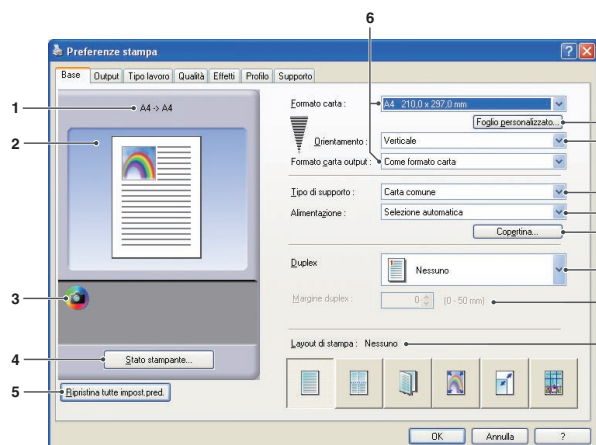 6
Preferenze stampa
Base Output Tipo lavoro Qualità Effetti Profilo Supporto
1
A4 -> A4
2
3
4
Stato stampante...
5
Ripristina tutte impost.pred.
Formato carta :
A4 210,0 x 297,0 mm
Foglio personalizzato...
Orientamento :
Verticale
Formato carta output :
Come formato carta
Tipo di supporto :
Carta comune
Alimentazione :
Selezione automatica
Copertina...
Duplex
Nessuno
Margine duplex :
0 (0 - 50 mm)
Layout di stampa : Nessuno
OK Annulla ?